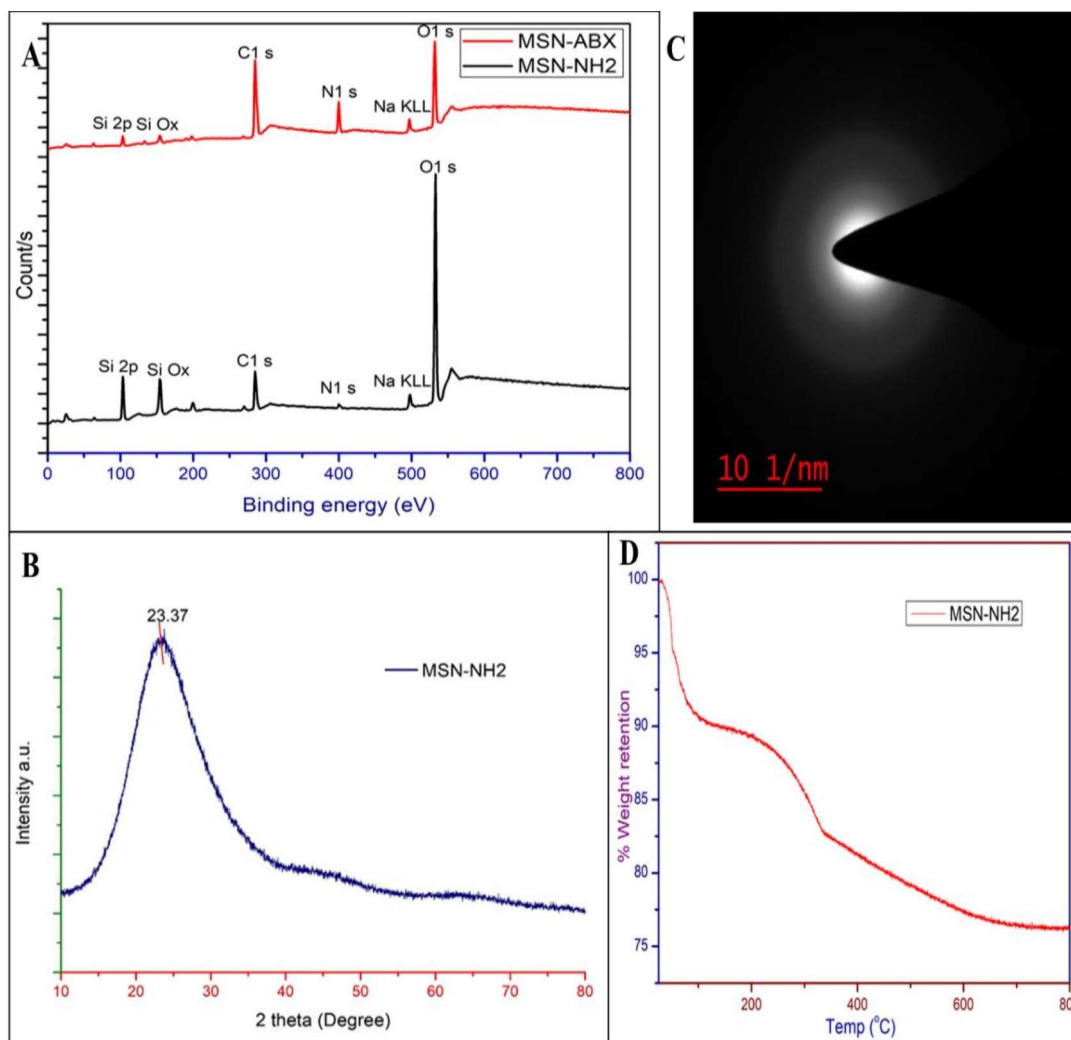 A
MSN-ABX
MSN-NH2
O1 s
C1 s
N1 s
Na KLL
Si 2p
Si Ox
O1 s
Si 2p
Si Ox
C1 s
N1 s
Na KLL
Count/s
0
100
200
300
400
500
600
700
800
Binding energy (eV)
C
10 1/nm
B
23.37
MSN-NH2
Intensity a.u.
10
20
30
40
50
60
70
80
2 theta (Degree)
D
MSN-NH2
100
95
90
85
80
75
% Weight retention
200
400
600
80
Temp (°C)